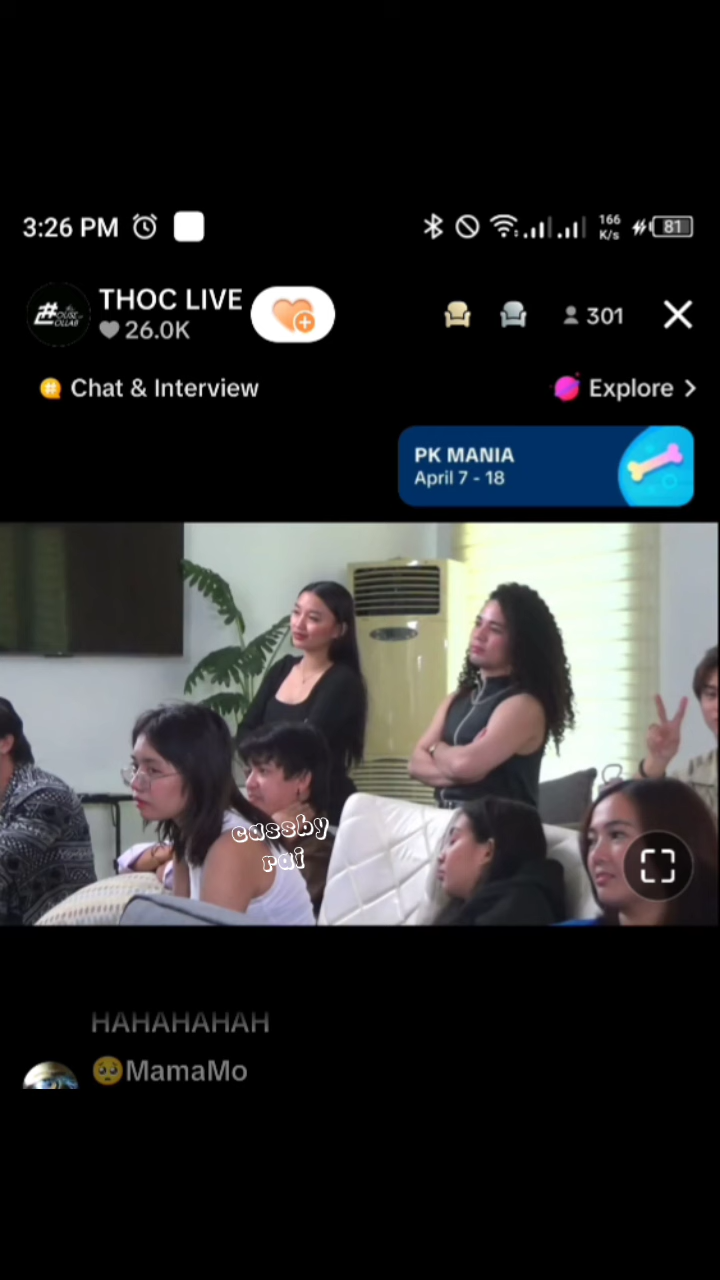 3:26 PM
166
K/s
81
THOC LIVE
26.0K
301
Chat & Interview
Explore >
PK MANIA
April 7 - 18
cassby
rai
HAHAHAHAH
🥺MamaMo